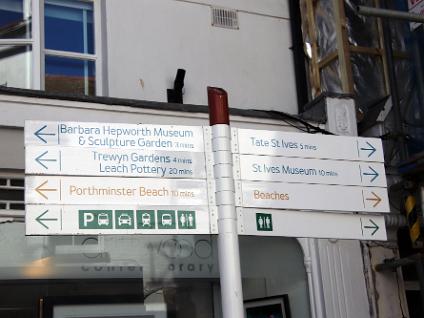 Barbara Hepworth Museum
& Sculpture Garden 3 mins
Trewyn Gardens 4 mins
Leach Pottery 20 mins
Porthminster Beach 10 mins
P
Tate St Ives 5 mins
St Ives Museum 10 mins
Beaches